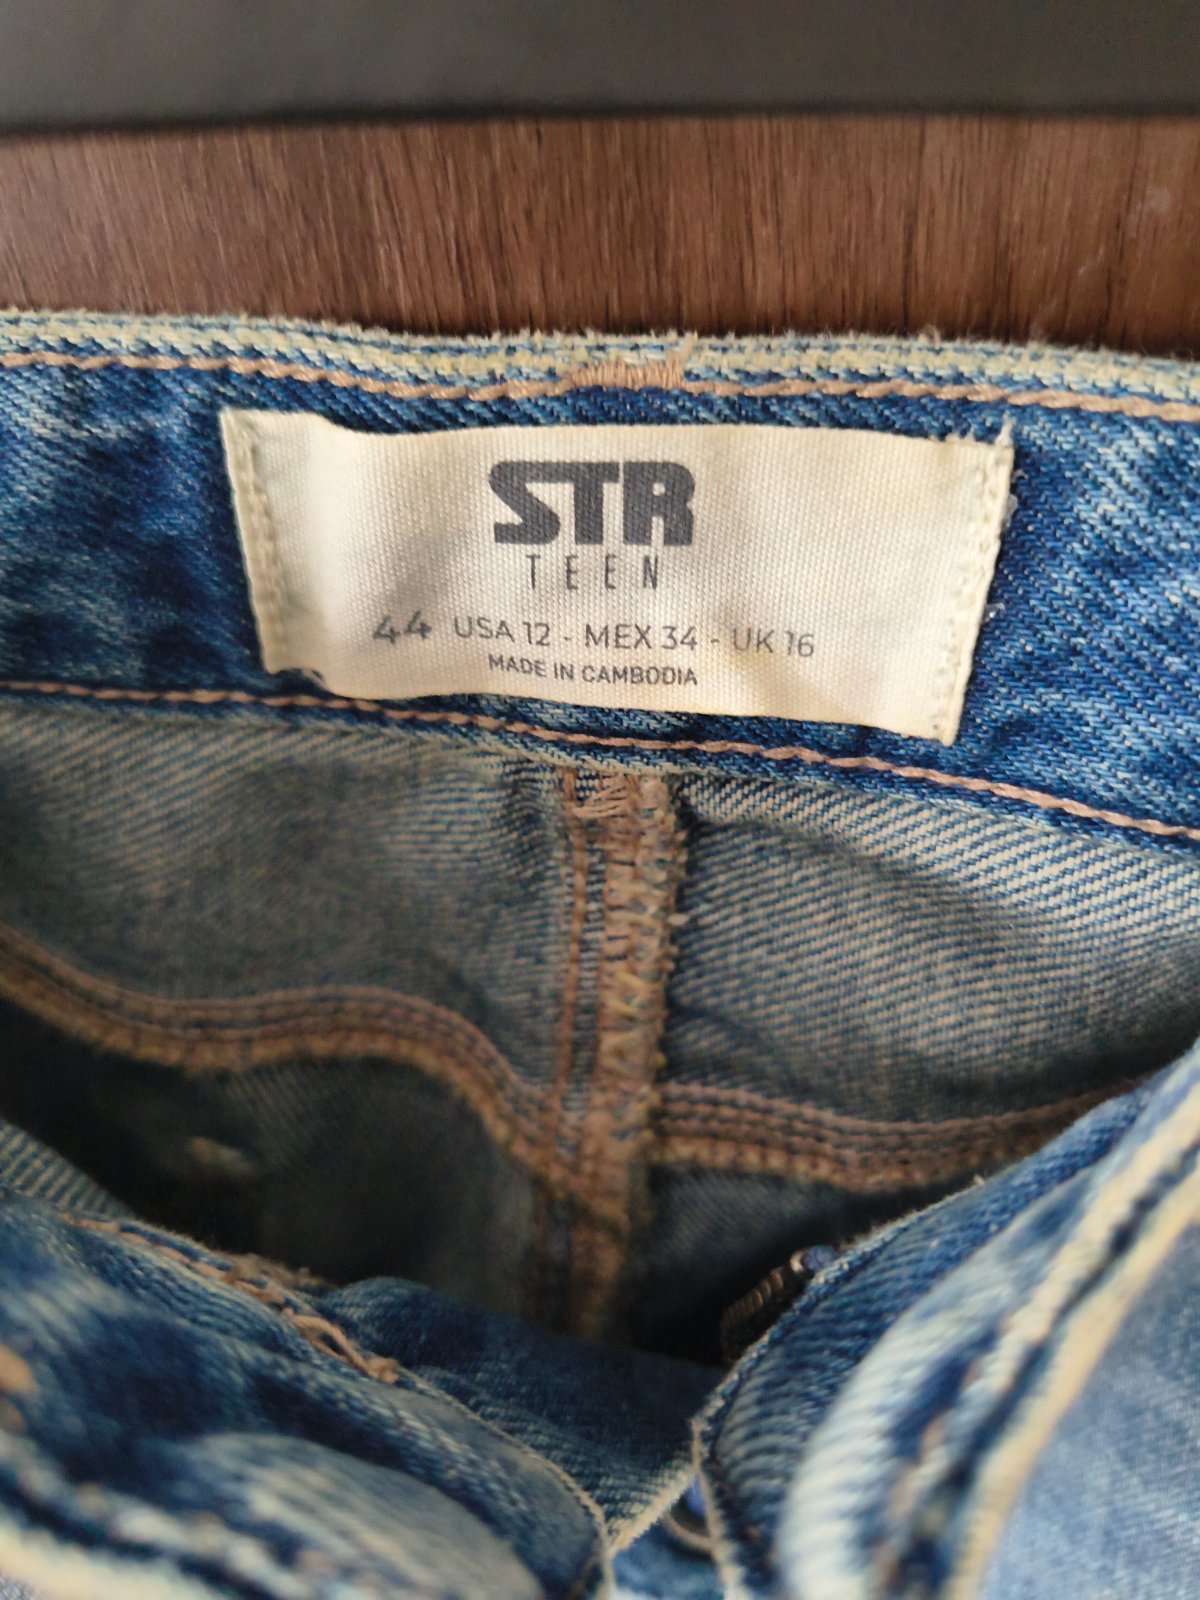 STR
TEEN
44 USA 12 - MEX 34 - UK 16
MADE IN CAMBODIA